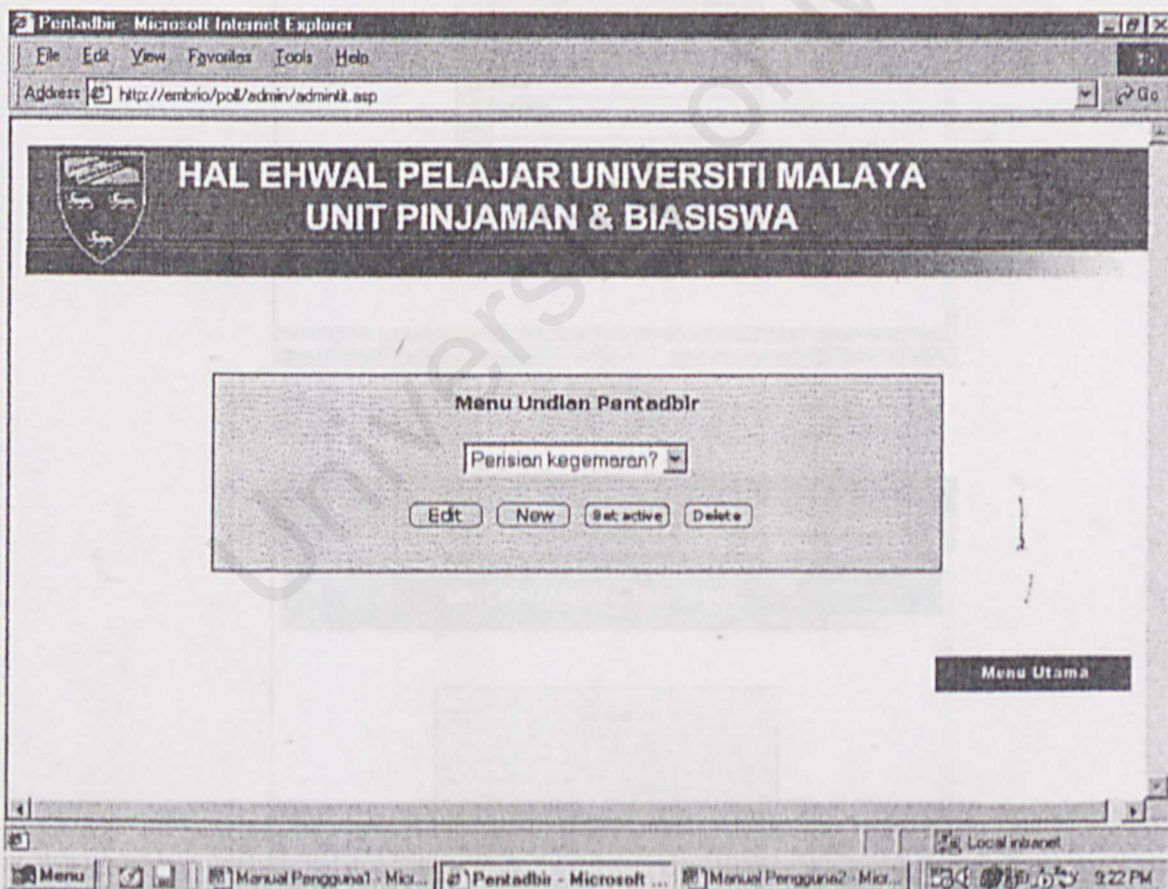 Pentadbir - Microsoft Internet Explorer
File Edit View Favorites Tools Help
Address http://embrio/poll/admin/admintit.asp Go
HAL EHWAL PELAJAR UNIVERSITI MALAYA
UNIT PINJAMAN & BIASISWA
Menu Undian Pentadbir
Perisian kegemaran?
Edit New Set active Delete
Menu Utama
Local intranet
Menu Manual Pengguna1 - Micr... Pentadbir - Microsoft ... Manual Pengguna2 - Micr... 9:22 PM